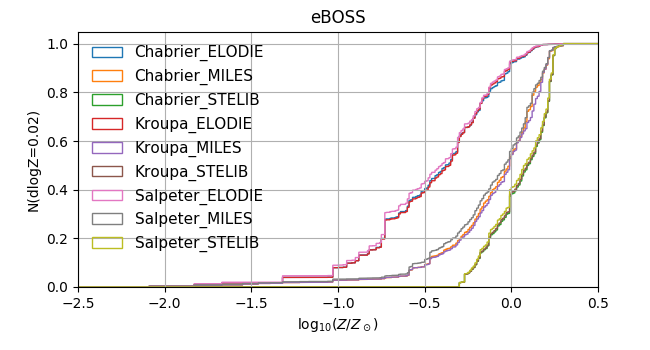 eBOSS
N(dlogZ=0.02)
1.0
0.8
0.6
0.4
0.2
0.0
Chabrier_ELODIE
Chabrier_MILES
Chabrier_STELIB
Kroupa_ELODIE
Kroupa_MILES
Kroupa_STELIB
Salpeter_ELODIE
Salpeter_MILES
Salpeter_STELIB
−2.5 −2.0 −1.5 −1.0 −0.5 0.0 0.5
log₁₀(Z/Z⊙)